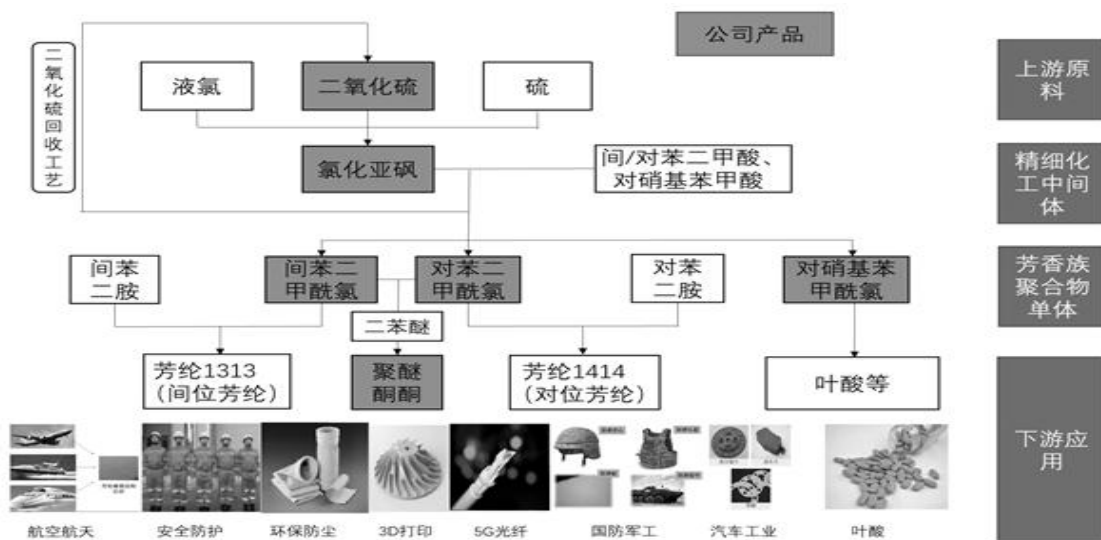 公司产品
二
氧
化
硫
回
收
工
艺
液氯
二氧化硫
硫
上游原
料
氯化亚砜
间/对苯二甲酸、
对硝基苯甲酸
精细化
工中间
体
间苯
二胺
间苯二
甲酰氯
对苯二
甲酰氯
对苯
二胺
对硝基苯
甲酰氯
芳香族
聚合物
单体
二苯醚
芳纶1313
（间位芳纶）
聚醚
酮酮
芳纶1414
（对位芳纶）
叶酸等
下游应
用
航空航天
安全防护
环保防尘
3D打印
5G光纤
国防军工
汽车工业
叶酸